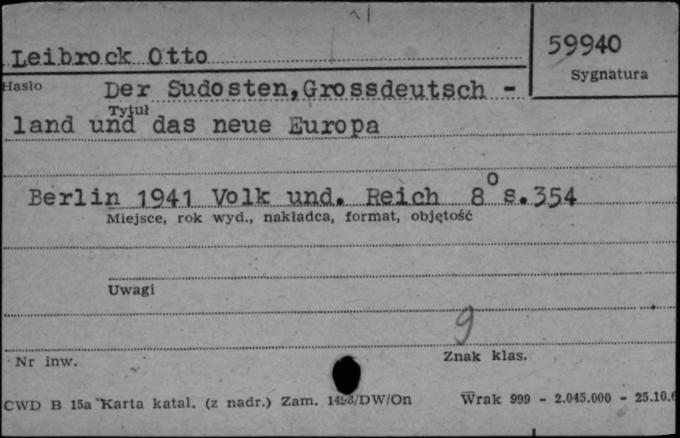 Leibrock Otto
59940
Sygnatura
Hasło
Der Sudosten,Grossdeutsch -
Tytuł
land und das neue Europa
Berlin 1941 Volk und. Reich 8° s.354
Miejsce, rok wyd., nakładca, format, objętość
Uwagi
9
Nr inw.
Znak klas.
CWD B 15a Karta katal. (z nadr.) Zam. /DW/On
Wrak 999 - 2.045.000 - 25.10.